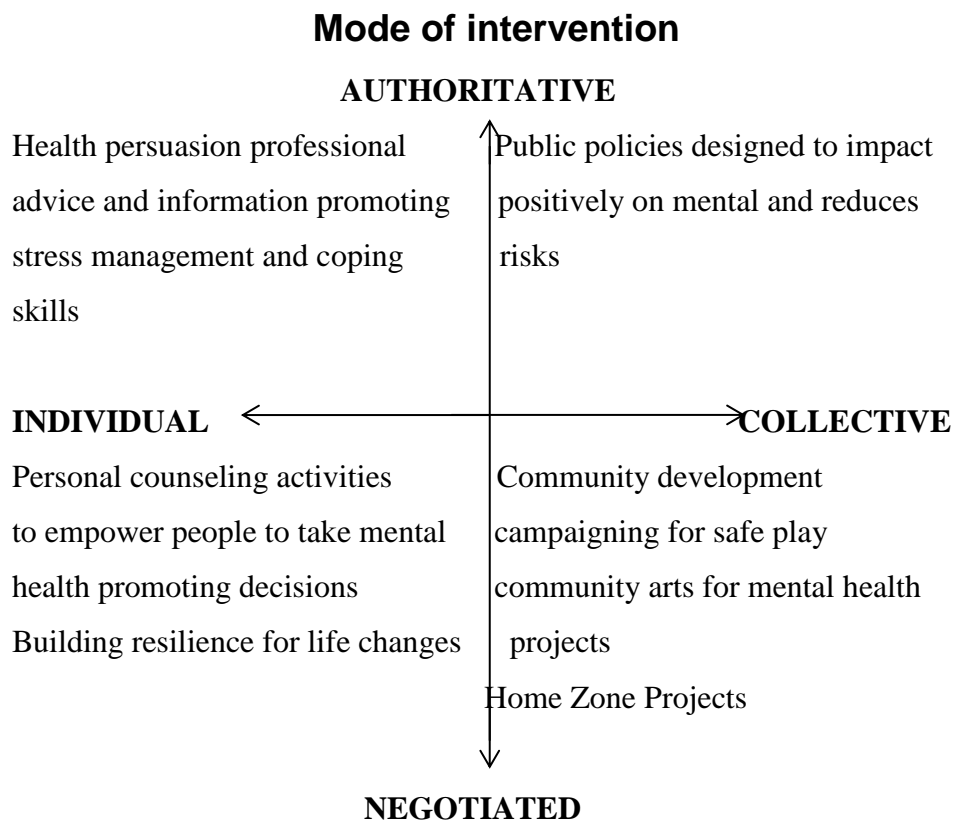 Mode of intervention
AUTHORITATIVE
Health persuasion professional
advice and information promoting
stress management and coping
skills
Public policies designed to impact
positively on mental and reduces
risks
INDIVIDUAL
COLLECTIVE
Personal counseling activities
to empower people to take mental
health promoting decisions
Building resilience for life changes
Community development
campaigning for safe play
community arts for mental health
projects
Home Zone Projects
NEGOTIATED